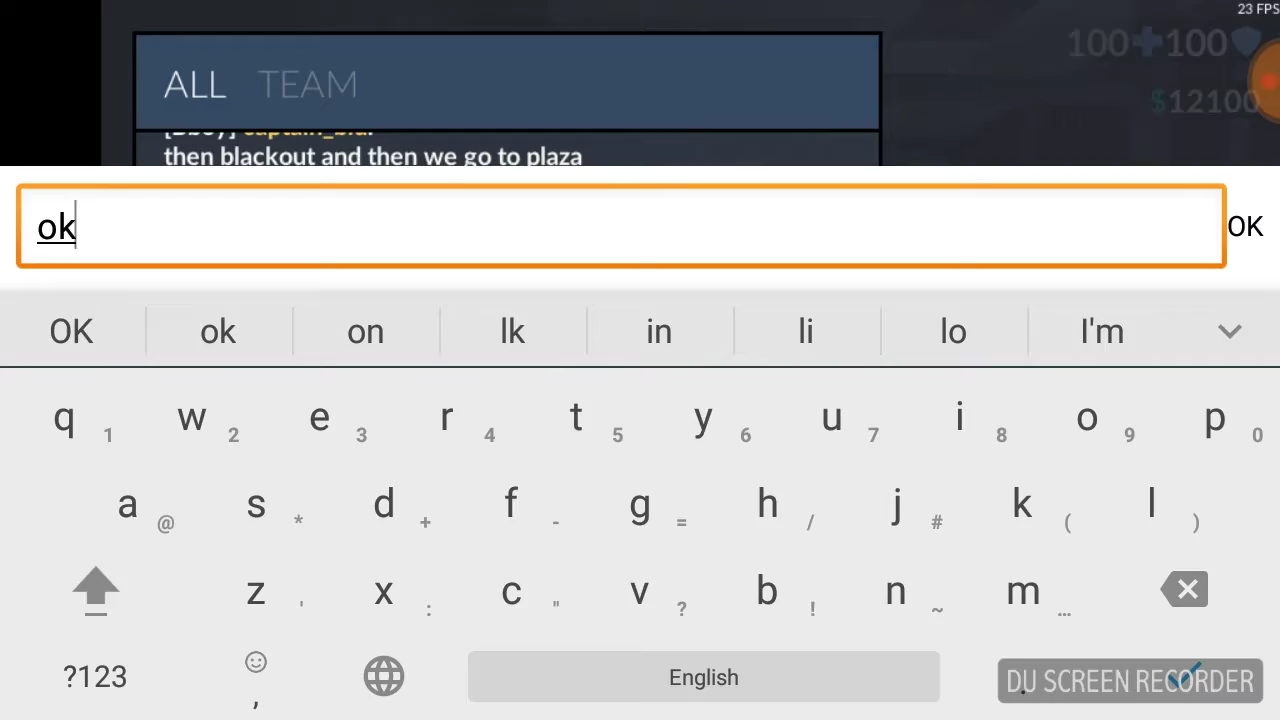 23 FPS
100 100
ALL TEAM
$12100
then blackout and then we go to plaza
ok OK
OK ok on lk in li lo I'm
q 1 w 2 e 3 r 4 t 5 y 6 u 7 i 8 o 9 p 0
a @ s * d + f - g = h / j # k ( l )
z ' x : c " v ? b ! n ~ m …
?123 , English .
DU SCREEN RECORDER